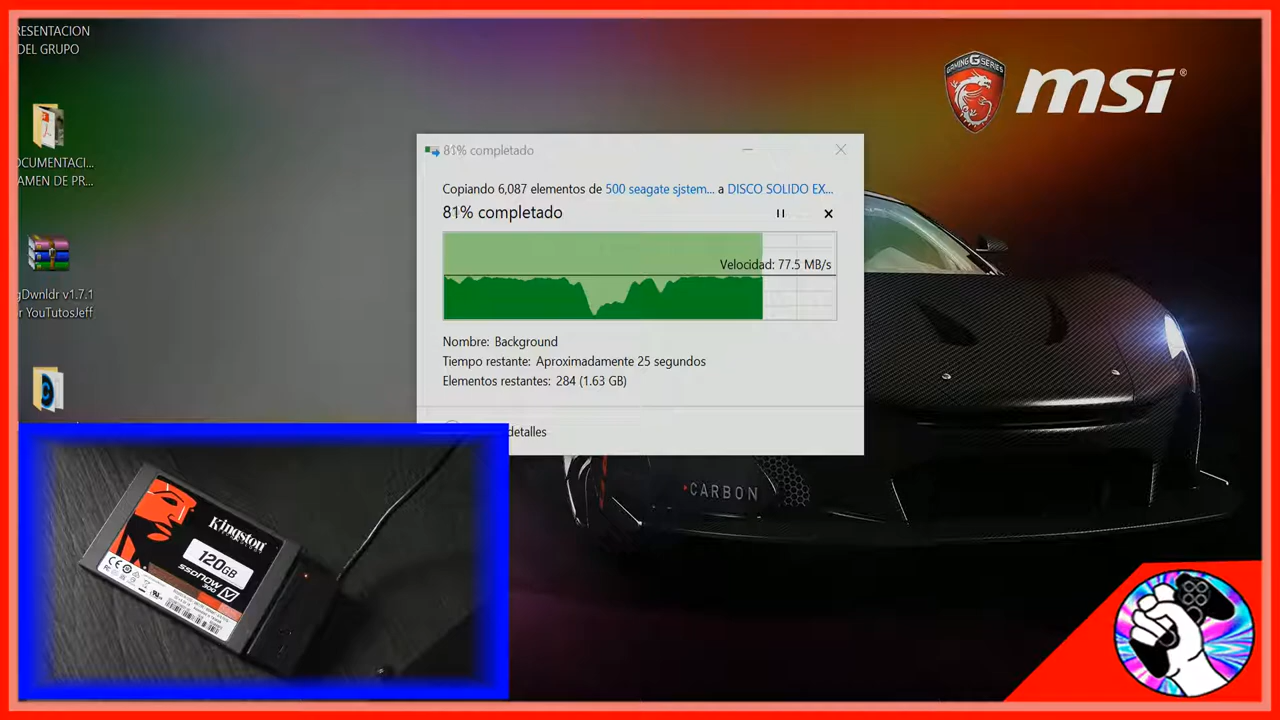 RESENTACION
DEL GRUPO
OCUMENTACI...
AMEN DE PR...
gDwnldr v1.7.1
r YouTutosJeff
GAMING G SERIES
msi
81% completado
Copiando 6,087 elementos de 500 seagate sjstem... a DISCO SOLIDO EX...
81% completado
Velocidad: 77.5 MB/s
Nombre: Background
Tiempo restante: Aproximadamente 25 segundos
Elementos restantes: 284 (1.63 GB)
detalles
CARBON
Kingston
120GB
SSDNOW
300 V